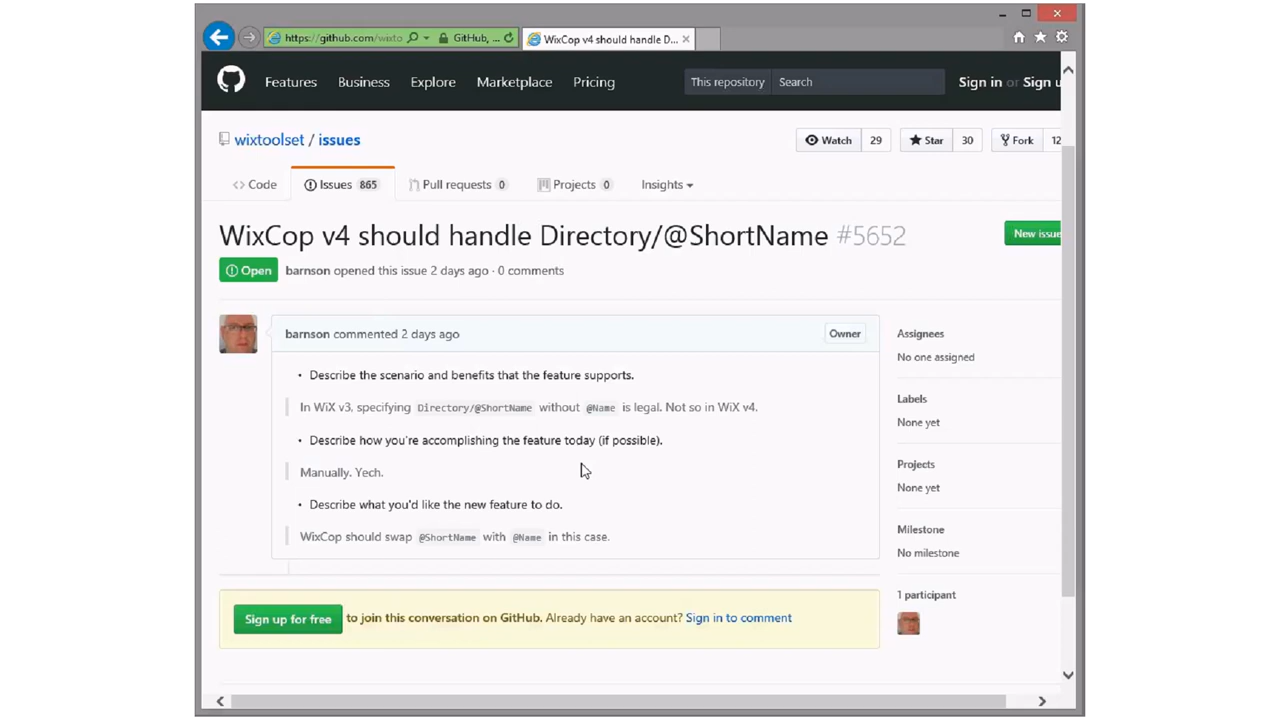 https://github.com/wixto
GitHub, ...
WixCop v4 should handle D...
Features Business Explore Marketplace Pricing
This repository Search
Sign in or Sign u
wixtoolset / issues
Watch 29 Star 30 Fork 12
Code Issues 865 Pull requests 0 Projects 0 Insights
WixCop v4 should handle Directory/@ShortName #5652
New issue
Open barnson opened this issue 2 days ago · 0 comments
barnson commented 2 days ago Owner
• Describe the scenario and benefits that the feature supports.
In WiX v3, specifying Directory/@ShortName without @Name is legal. Not so in WiX v4.
• Describe how you're accomplishing the feature today (if possible).
Manually. Yech.
• Describe what you'd like the new feature to do.
WixCop should swap @ShortName with @Name in this case.
Assignees
No one assigned
Labels
None yet
Projects
None yet
Milestone
No milestone
1 participant
Sign up for free to join this conversation on GitHub. Already have an account? Sign in to comment